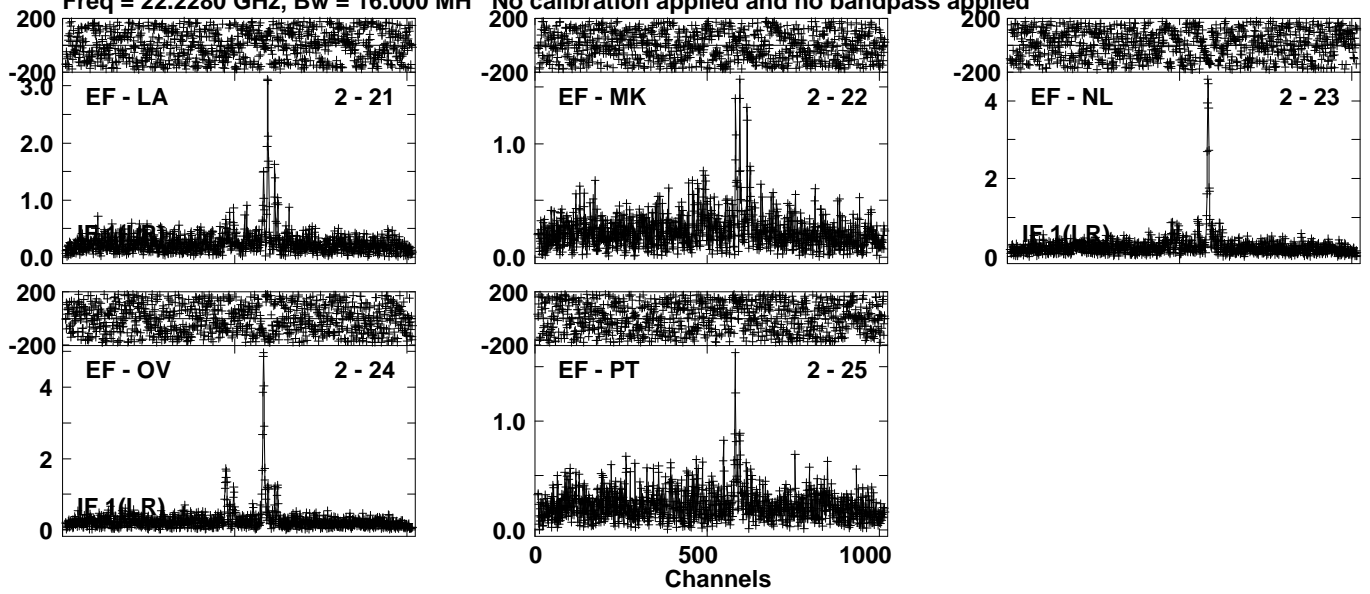 Freq = 22.2280 GHz, Bw = 16.000 MH No calibration applied and no bandpass applied
200
-200
EF - LA 2 - 21
3.0
2.0
1.0
0.0
200
-200
EF - MK 2 - 22
1.0
0.0
200
-200
EF - NL 2 - 23
4
2
0
IF 1(LR)
200
-200
EF - OV 2 - 24
4
2
0
IF 1(LR)
200
-200
EF - PT 2 - 25
1.0
0.0
0 500 1000
Channels